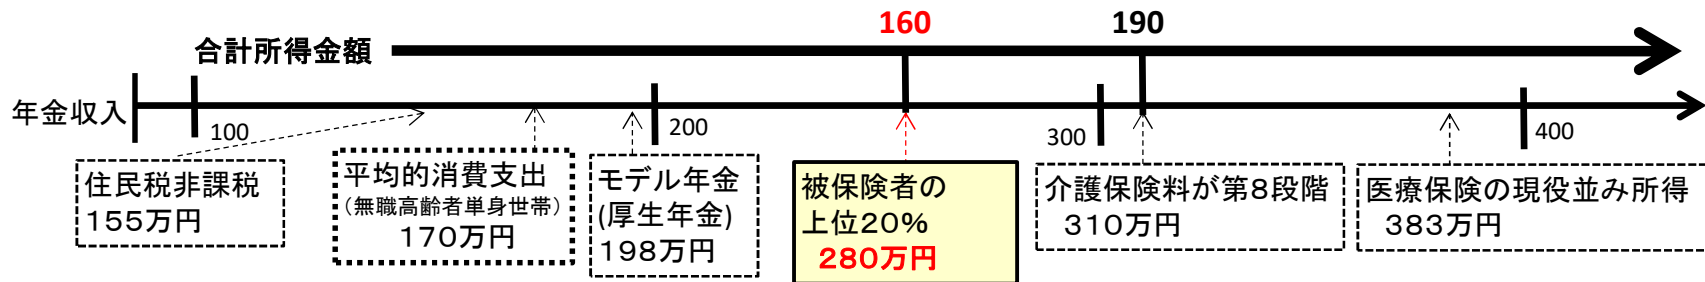 160
190
合計所得金額
年金収入
100
200
300
400
住民税非課税
155万円
平均的消費支出
（無職高齢者単身世帯）
170万円
モデル年金
(厚生年金)
198万円
被保険者の
上位20%
280万円
介護保険料が第8段階
310万円
医療保険の現役並み所得
383万円